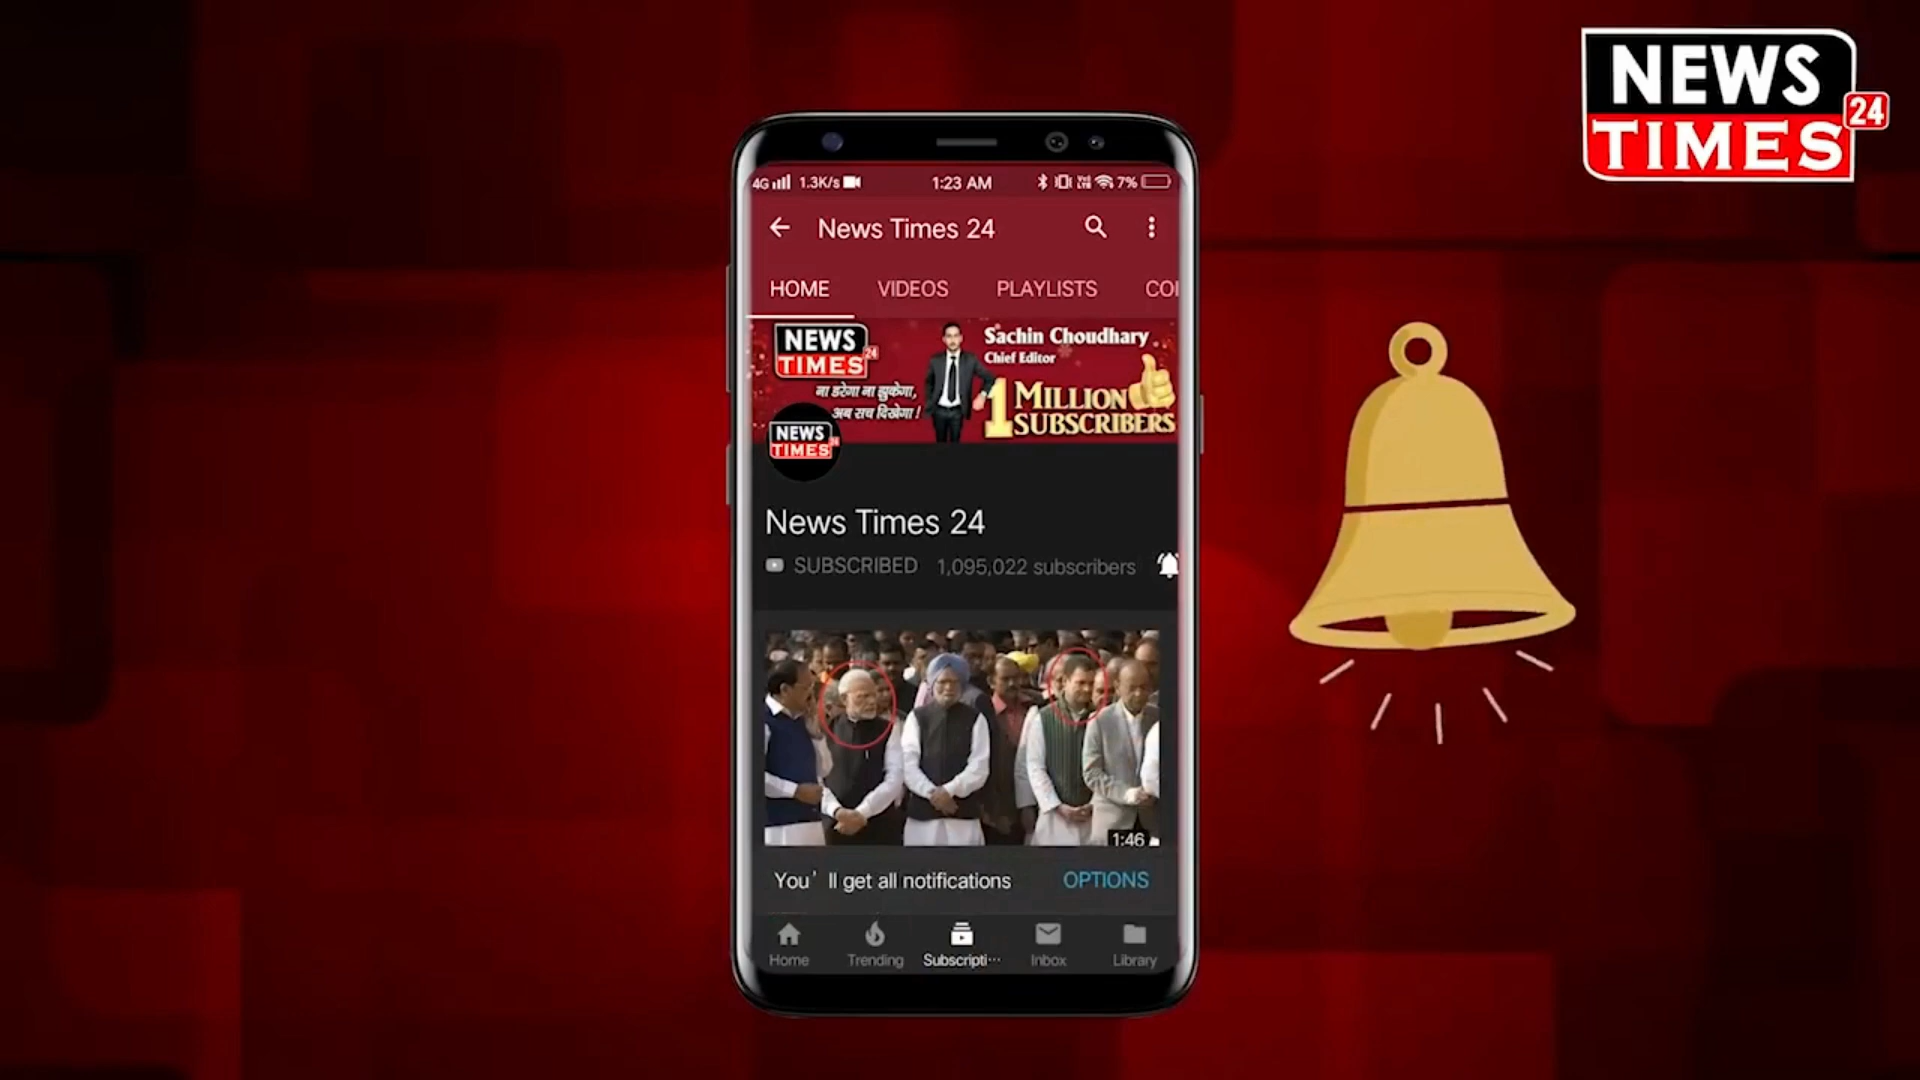 NEWS
24
TIMES
4G 1.3K/s 1:23 AM 7%
News Times 24
HOME VIDEOS PLAYLISTS COI
NEWS
24
TIMES
ना डरेगा ना झुकेगा,
अब सच दिखेगा !
Sachin Choudhary
Chief Editor
1 MILLION
SUBSCRIBERS
NEWS
24
TIMES
News Times 24
SUBSCRIBED 1,095,022 subscribers
1:46
You' ll get all notifications OPTIONS
Home Trending Subscripti··· Inbox Library